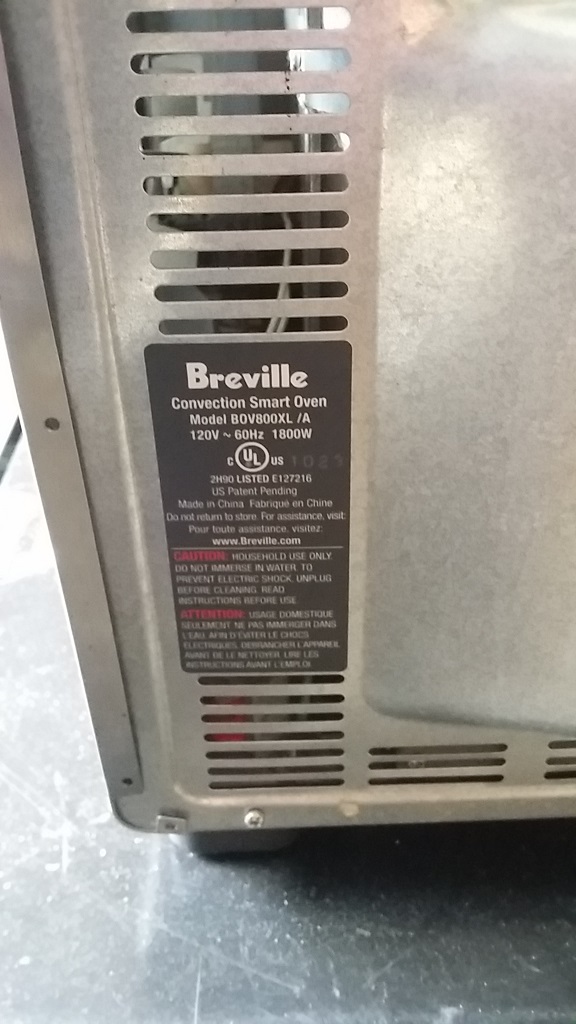 Breville
Convection Smart Oven
Model BOV800XL /A
120V ~ 60Hz 1800W
C UL US
2H90 LISTED E127216
US Patent Pending
Made in China Fabriqué en Chine
Do not return to store. For assistance, visit:
Pour toute assistance, visitez:
www.Breville.com
CAUTION: HOUSEHOLD USE ONLY.
DO NOT IMMERSE IN WATER. TO
PREVENT ELECTRIC SHOCK, UNPLUG
BEFORE CLEANING. READ
INSTRUCTIONS BEFORE USE
ATTENTION: USAGE DOMESTIQUE
SEULEMENT. NE PAS IMMERGER DANS
L'EAU. AFIN D'EVITER LE CHOCS
ELECTRIQUES, DEBRANCHER L'APPAREIL
AVANT DE LE NETTOYER. LIRE LES
INSTRUCTIONS AVANT L'EMPLOI